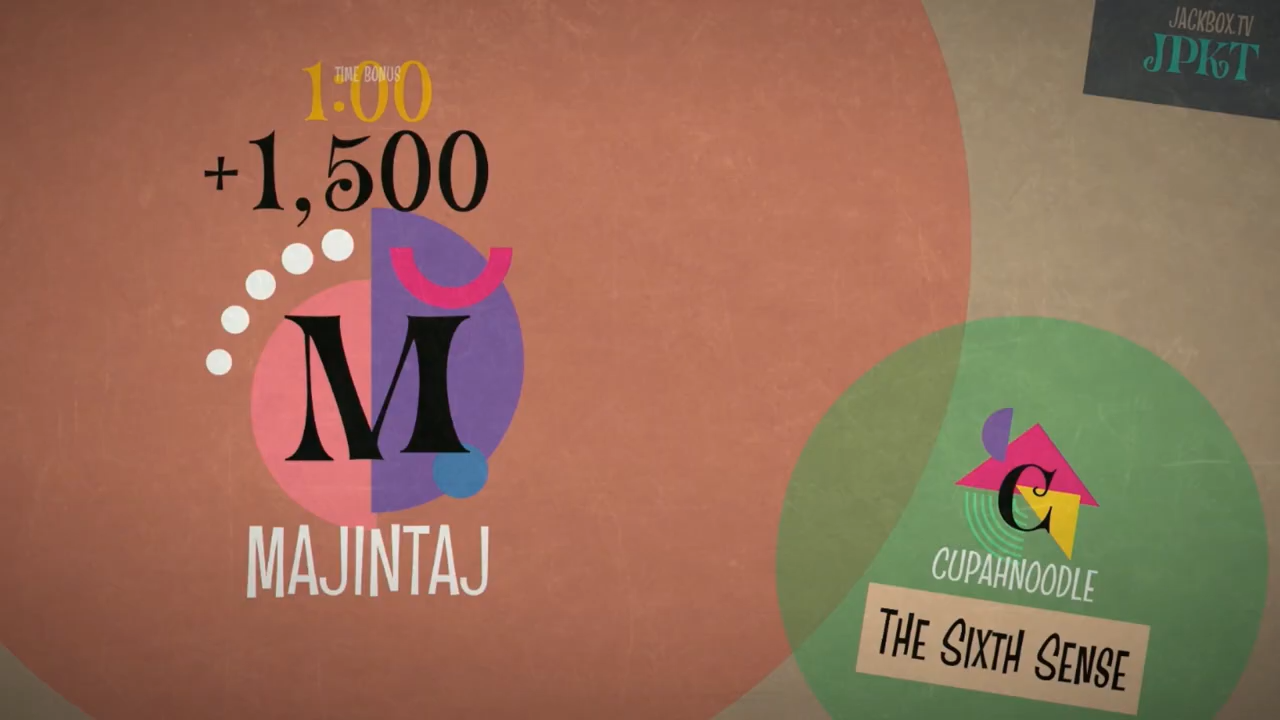 JACKBOX.TV
JPKT
TIME BONUS
1:00
+1,500
M
MAJINTAJ
C
CUPAHNOODLE
THE SIXTH SENSE